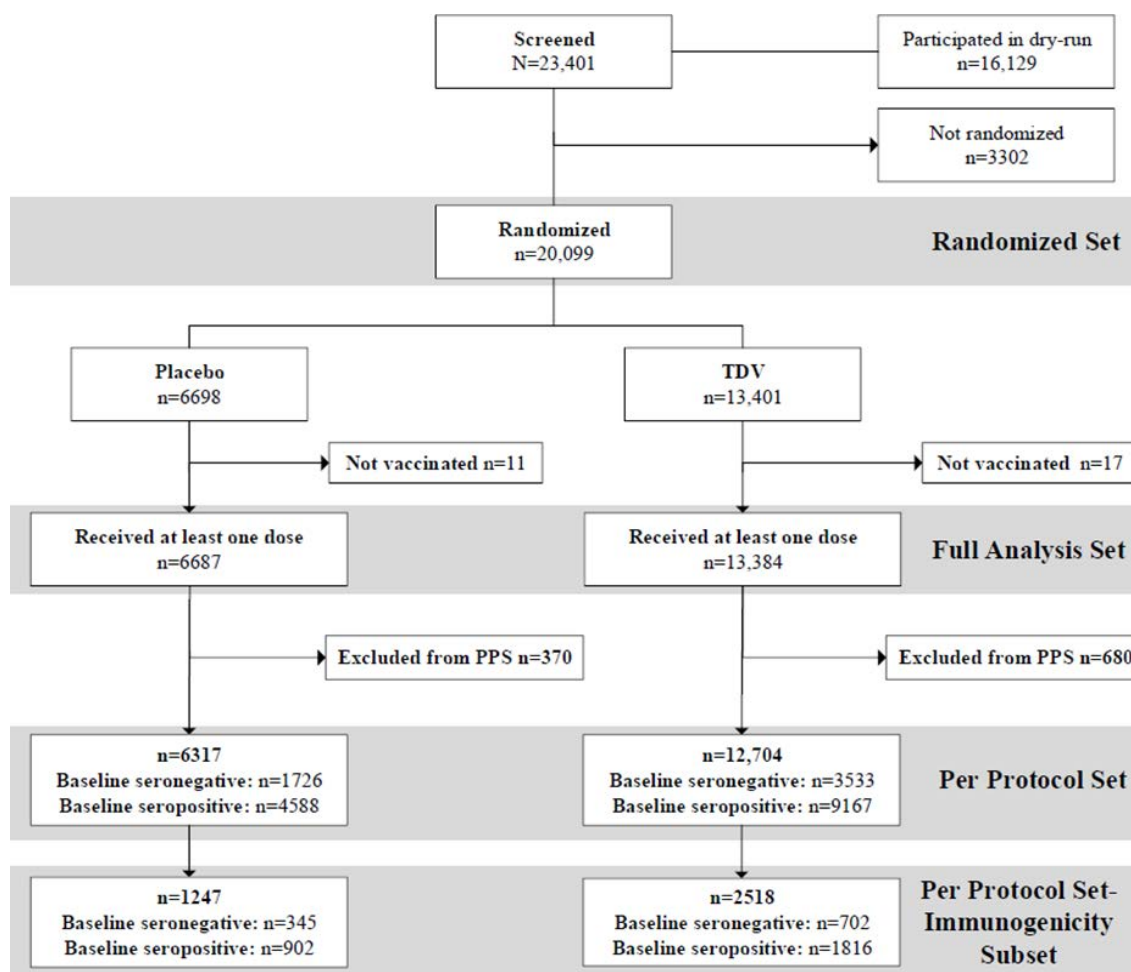 Screened
N=23,401
Participated in dry-run
n=16,129
Not randomized
n=3302
Randomized
n=20,099
Randomized Set
Placebo
n=6698
TDV
n=13,401
Not vaccinated n=11
Not vaccinated n=17
Received at least one dose
n=6687
Received at least one dose
n=13,384
Full Analysis Set
Excluded from PPS n=370
Excluded from PPS n=680
n=6317
Baseline seronegative: n=1726
Baseline seropositive: n=4588
n=12,704
Baseline seronegative: n=3533
Baseline seropositive: n=9167
Per Protocol Set
n=1247
Baseline seronegative: n=345
Baseline seropositive: n=902
n=2518
Baseline seronegative: n=702
Baseline seropositive: n=1816
Per Protocol Set-
Immunogenicity
Subset